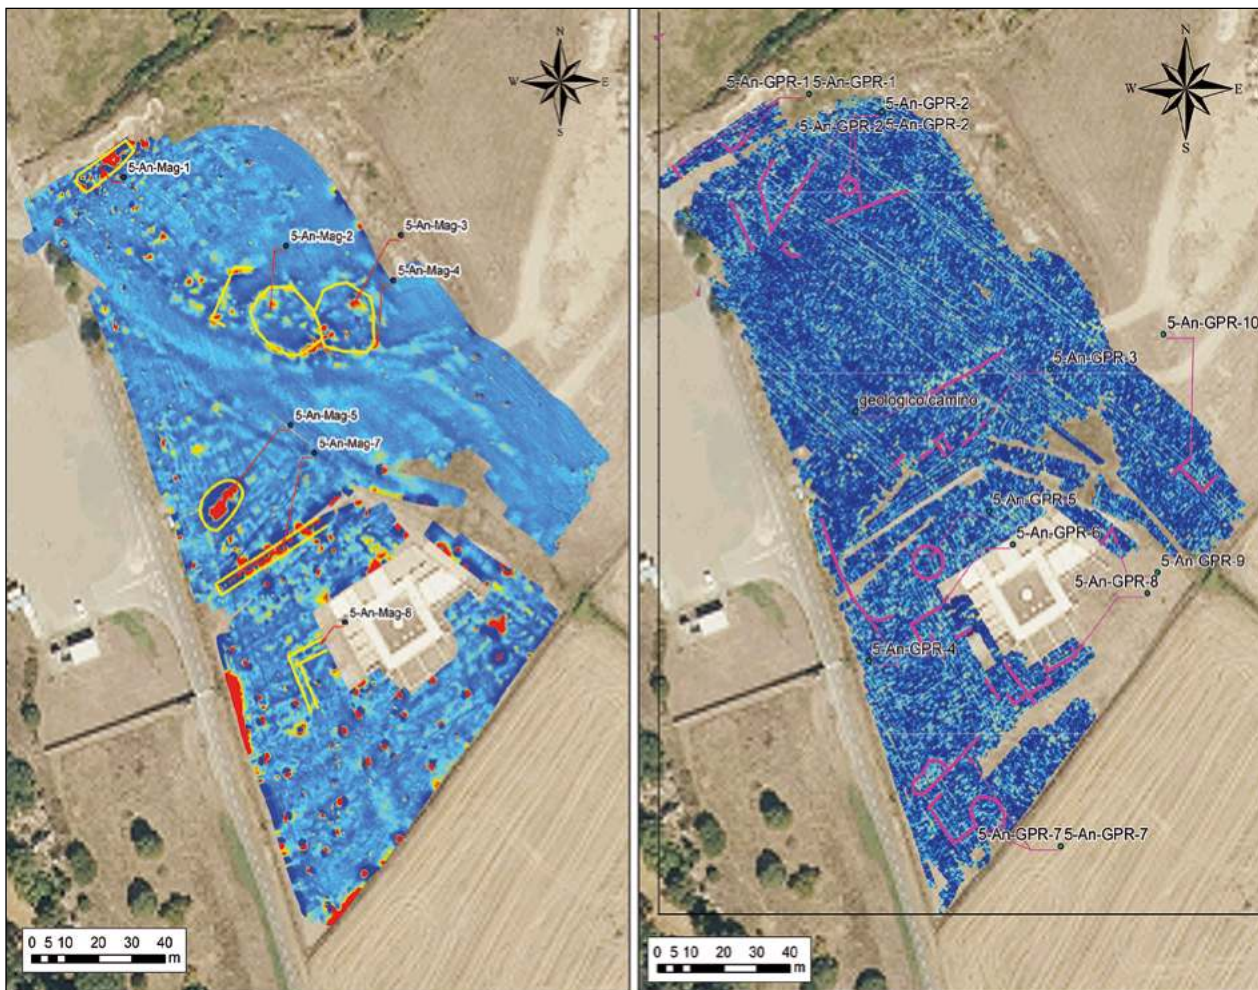 N
W E
S
5-An-Mag-1
5-An-Mag-2
5-An-Mag-3
5-An-Mag-4
5-An-Mag-5
5-An-Mag-7
5-An-Mag-8
0 5 10 20 30 40
m
N
W E
S
5-An-GPR-1 5-An-GPR-1
5-An-GPR-2
5-An-GPR-2 5-An-GPR-2
5-An-GPR-10
5-An-GPR-3
geologico camino
5-An-GPR-5
5-An-GPR-6
5-An-GPR-9
5-An-GPR-8
5-An-GPR-4
5-An-GPR-7 5-An-GPR-7
0 5 10 20 30 40
m